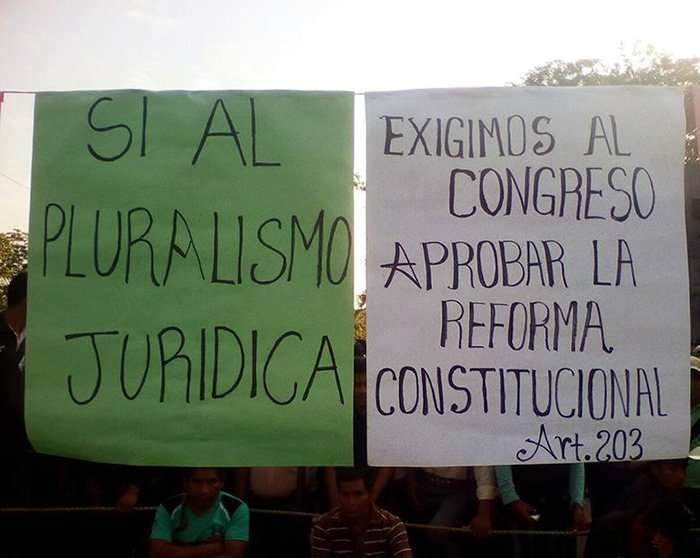 SI AL
PLURALISMO
JURIDICA
EXIGIMOS AL
CONGRESO
APROBAR LA
REFORMA
CONSTITUCIONAL
Art. 203